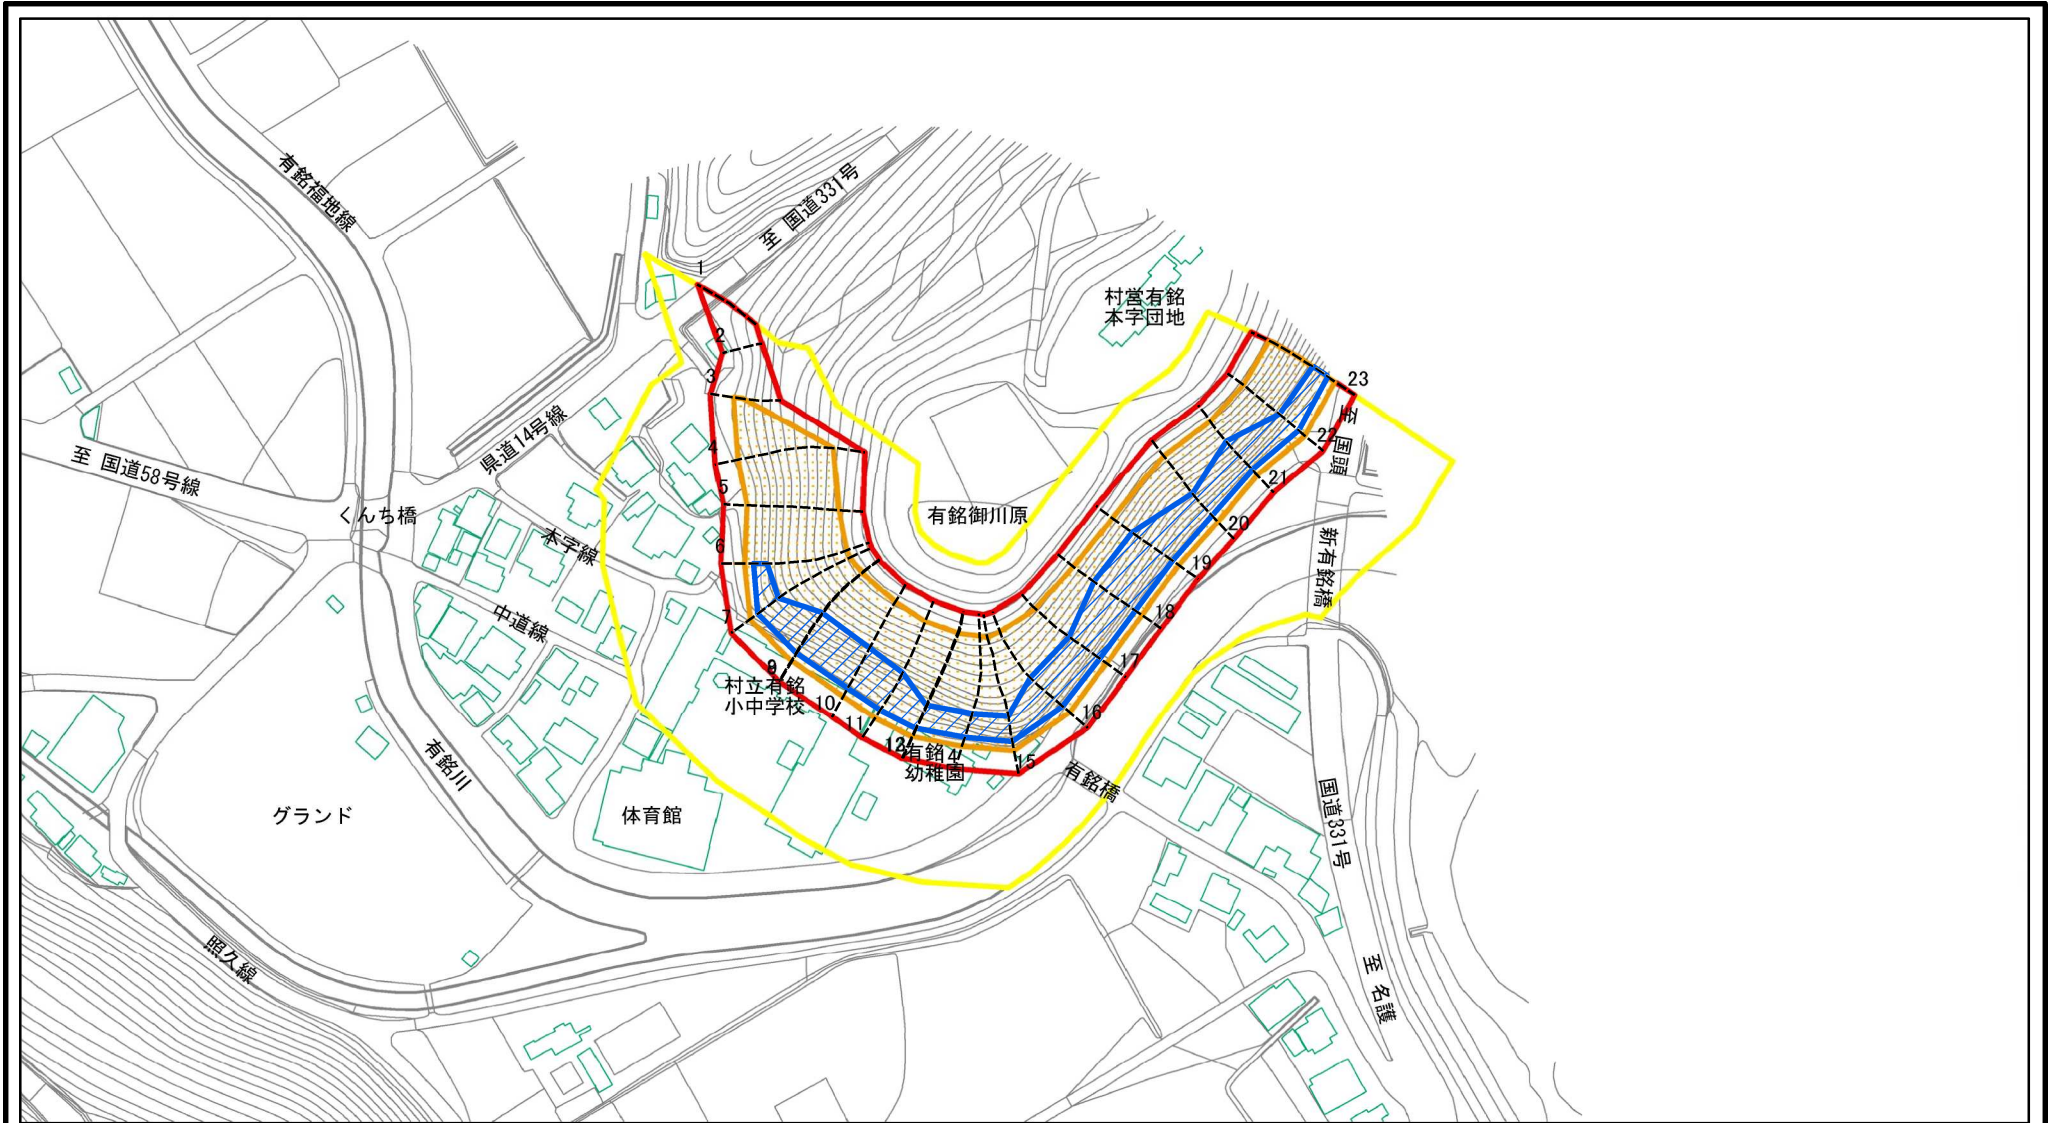 有銘福地線
至 国道331号
1
村営有銘
本字団地
2
3
23
至 国頭
県道14号線
4
22
至 国道58号線
5
21
くんち橋
有銘御川原
20
本字線
6
新有銘橋
19
中道線
7
18
17
9
村立有銘
小中学校
10
16
11
有銘川
12
有銘
幼稚園
4
15
有銘橋
グランド
体育館
国道331号
照久線
至 名護